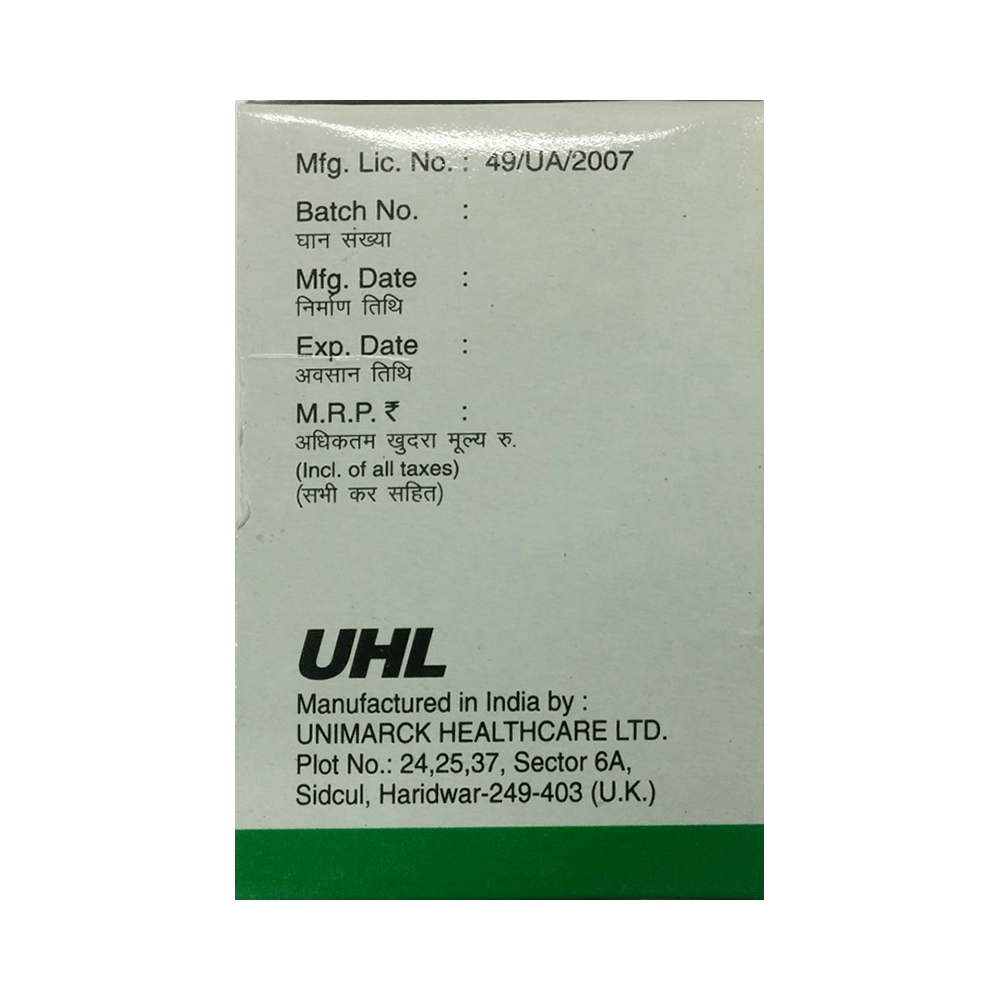 Mfg. Lic. No. : 49/UA/2007
Batch No. :
घान संख्या
Mfg. Date :
निर्माण तिथि
Exp. Date :
अवसान तिथि
M.R.P. ₹ :
अधिकतम खुदरा मूल्य रु.
(Incl. of all taxes)
(सभी कर सहित)
UHL
Manufactured in India by :
UNIMARCK HEALTHCARE LTD.
Plot No.: 24,25,37, Sector 6A,
Sidcul, Haridwar-249-403 (U.K.)